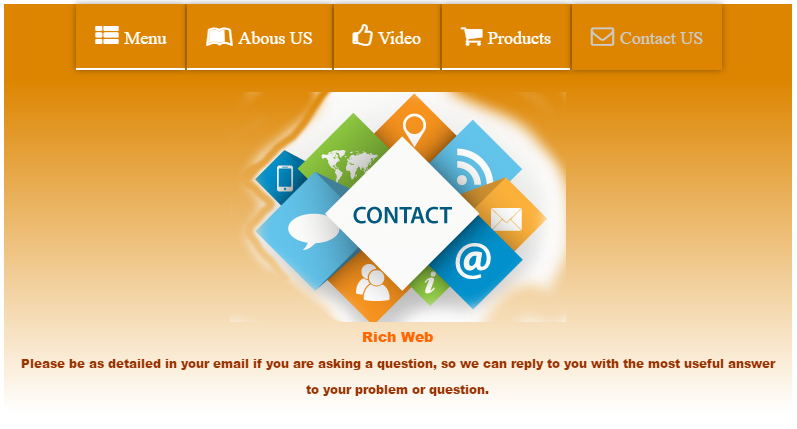 Menu Abous US Video Products Contact US
CONTACT
@
i
Rich Web
Please be as detailed in your email if you are asking a question, so we can reply to you with the most useful answer
to your problem or question.